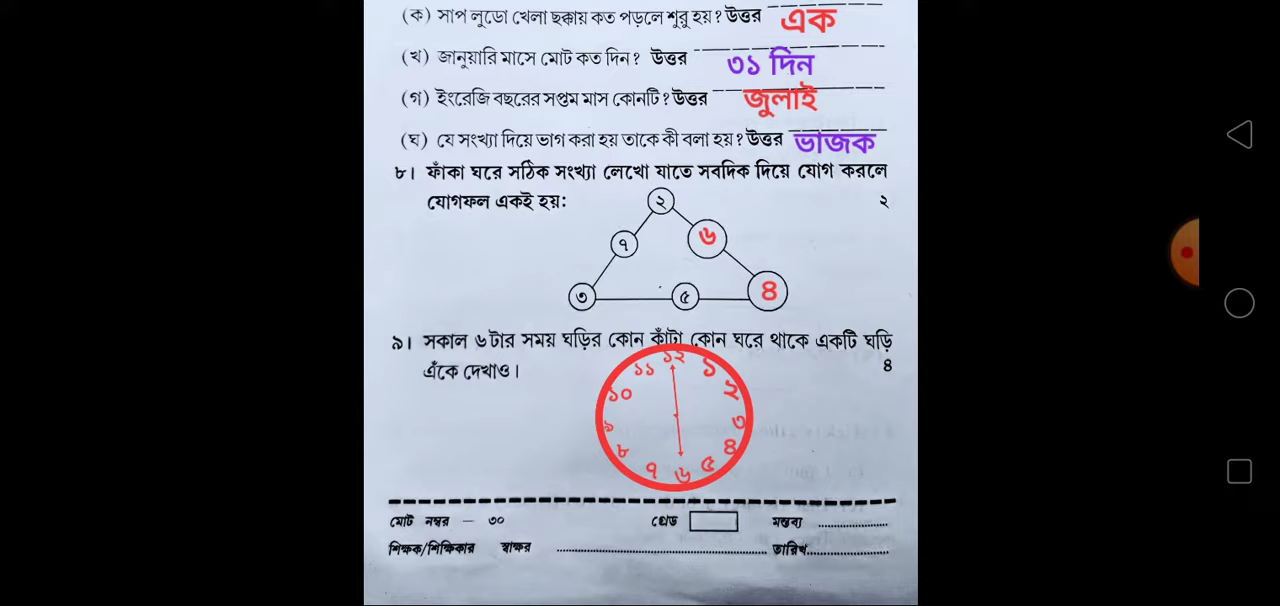 (ক) সাপ লুডো খেলা ছক্কায় কত পড়লে শুরু হয়? উত্তর এক
(খ) জানুয়ারি মাসে মোট কত দিন? উত্তর ৩১ দিন
(গ) ইংরেজি বছরের সপ্তম মাস কোনটি? উত্তর জুলাই
(ঘ) যে সংখ্যা দিয়ে ভাগ করা হয় তাকে কী বলা হয়? উত্তর ভাজক
৮। ফাঁকা ঘরে সঠিক সংখ্যা লেখো যাতে সবদিক দিয়ে যোগ করলে
যোগফল একই হয়: ২
২
৭ ৬
৩ ৫ ৪
৯। সকাল ৬টার সময় ঘড়ির কোন কাঁটা কোন ঘরে থাকে একটি ঘড়ি
এঁকে দেখাও। ৪
১২ ১ ২ ৩ ৪ ৫ ৬ ৭ ৮ ৯ ১০ ১১
মোট নম্বর – ৩০ গ্রেড মন্তব্য ....................
শিক্ষক/শিক্ষিকার স্বাক্ষর .................... তারিখ....................